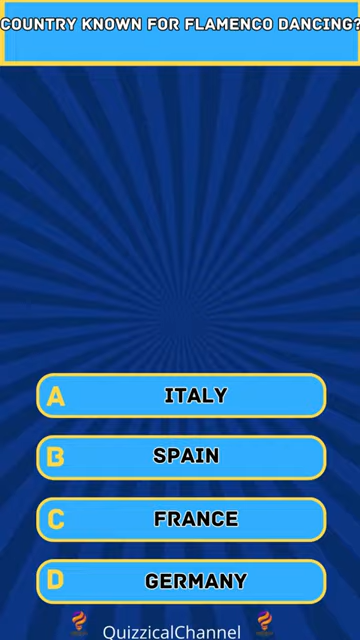 COUNTRY KNOWN FOR FLAMENCO DANCING?
A ITALY
B SPAIN
C FRANCE
D GERMANY
QuizzicalChannel